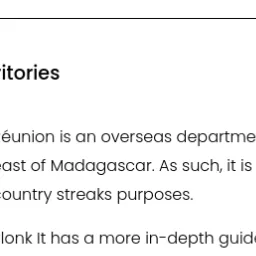 ritories
éunion is an overseas departme
east of Madagascar. As such, it is
country streaks purposes.
lonk It has a more in-depth guid